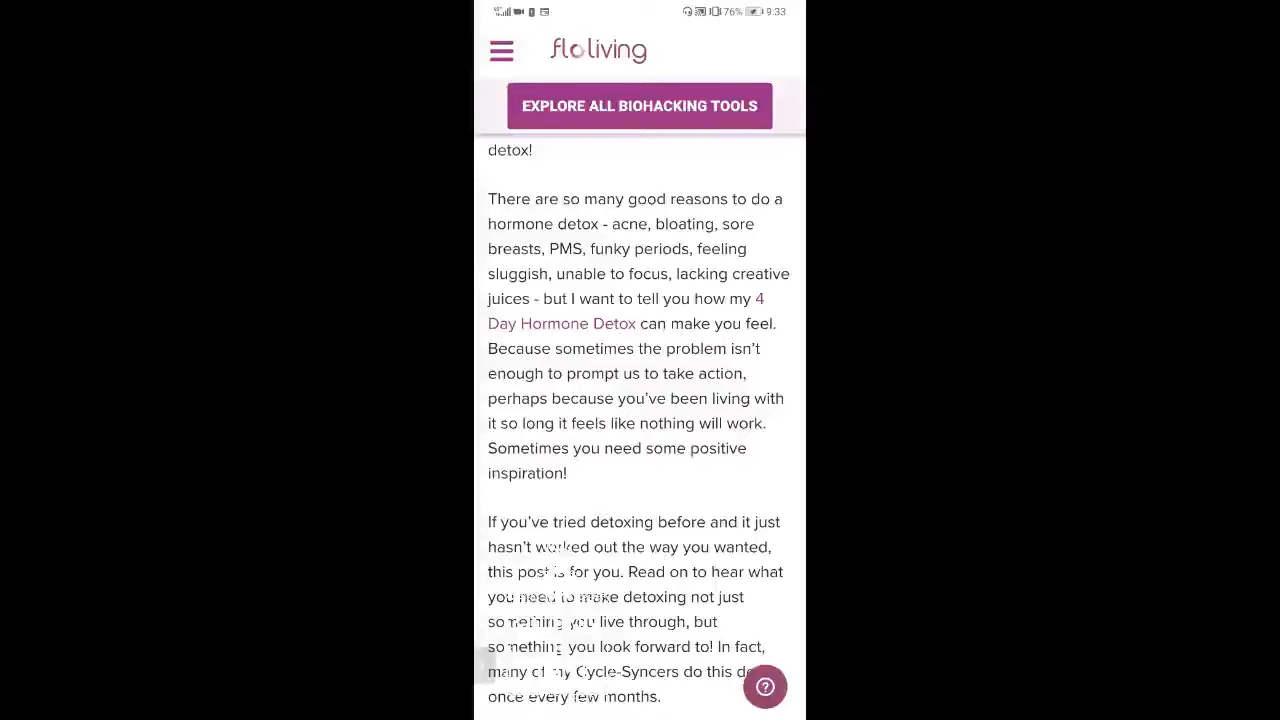 76% 9:33
floliving
EXPLORE ALL BIOHACKING TOOLS
detox!
There are so many good reasons to do a
hormone detox - acne, bloating, sore
breasts, PMS, funky periods, feeling
sluggish, unable to focus, lacking creative
juices - but I want to tell you how my 4
Day Hormone Detox can make you feel.
Because sometimes the problem isn't
enough to prompt us to take action,
perhaps because you've been living with
it so long it feels like nothing will work.
Sometimes you need some positive
inspiration!
If you've tried detoxing before and it just
hasn't worked out the way you wanted,
this post is for you. Read on to hear what
you need to make detoxing not just
something you live through, but
something you look forward to! In fact,
many of my Cycle-Syncers do this
once every few months.